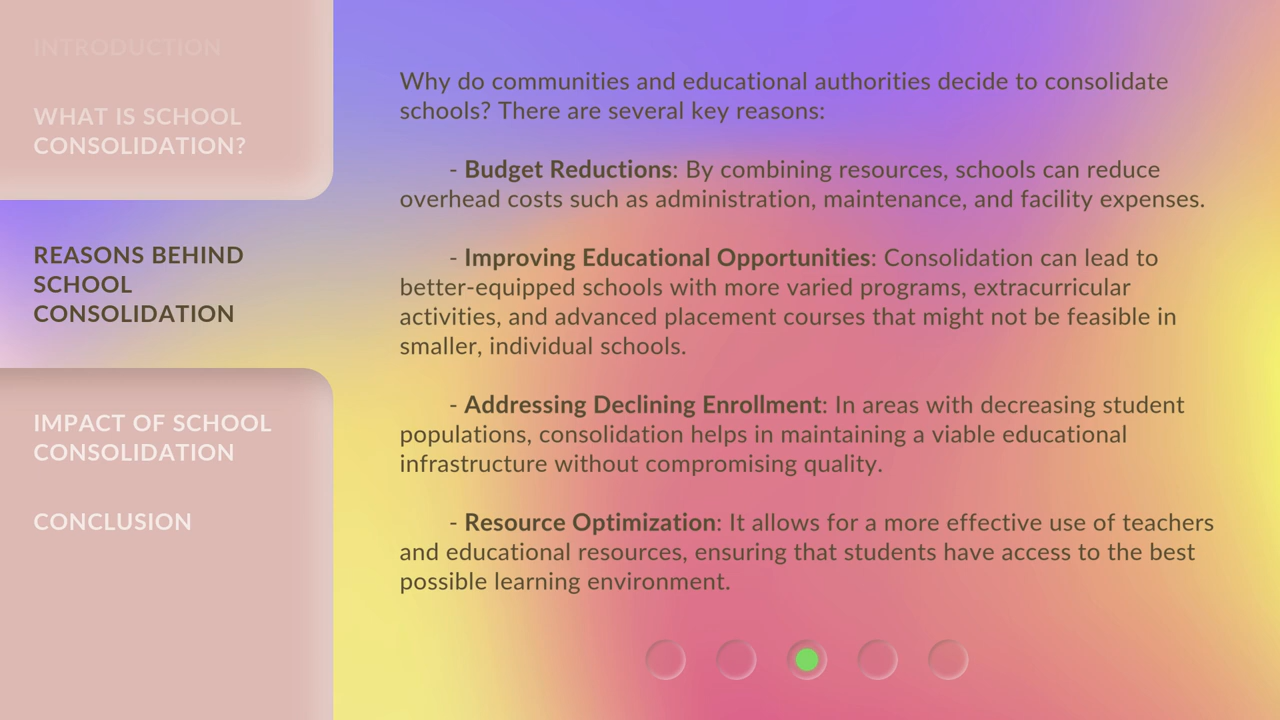 INTRODUCTION
WHAT IS SCHOOL
CONSOLIDATION?
REASONS BEHIND
SCHOOL
CONSOLIDATION
IMPACT OF SCHOOL
CONSOLIDATION
CONCLUSION
Why do communities and educational authorities decide to consolidate
schools? There are several key reasons:
- Budget Reductions: By combining resources, schools can reduce
overhead costs such as administration, maintenance, and facility expenses.
- Improving Educational Opportunities: Consolidation can lead to
better-equipped schools with more varied programs, extracurricular
activities, and advanced placement courses that might not be feasible in
smaller, individual schools.
- Addressing Declining Enrollment: In areas with decreasing student
populations, consolidation helps in maintaining a viable educational
infrastructure without compromising quality.
- Resource Optimization: It allows for a more effective use of teachers
and educational resources, ensuring that students have access to the best
possible learning environment.